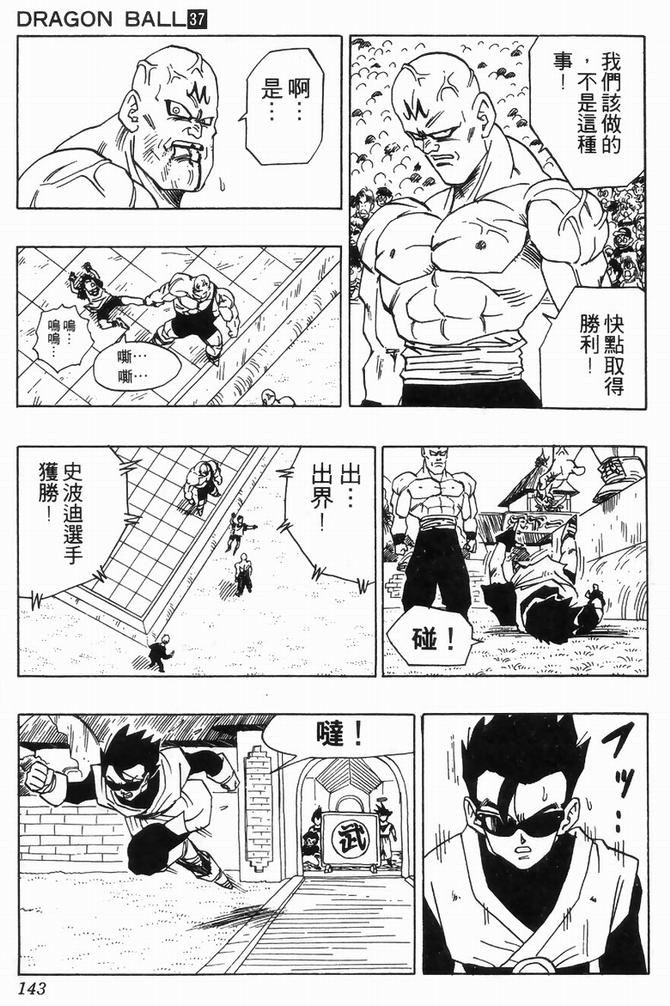 DRAGON BALL 37
我們該做的
，不是這種
事！
快點取得
勝利！
啊…
是…
嘶…
嘶…
嗚…
嗚嗚…
碰！
出…
出界！
史波迪選手
獲勝！
フッ…
噠！
武
143